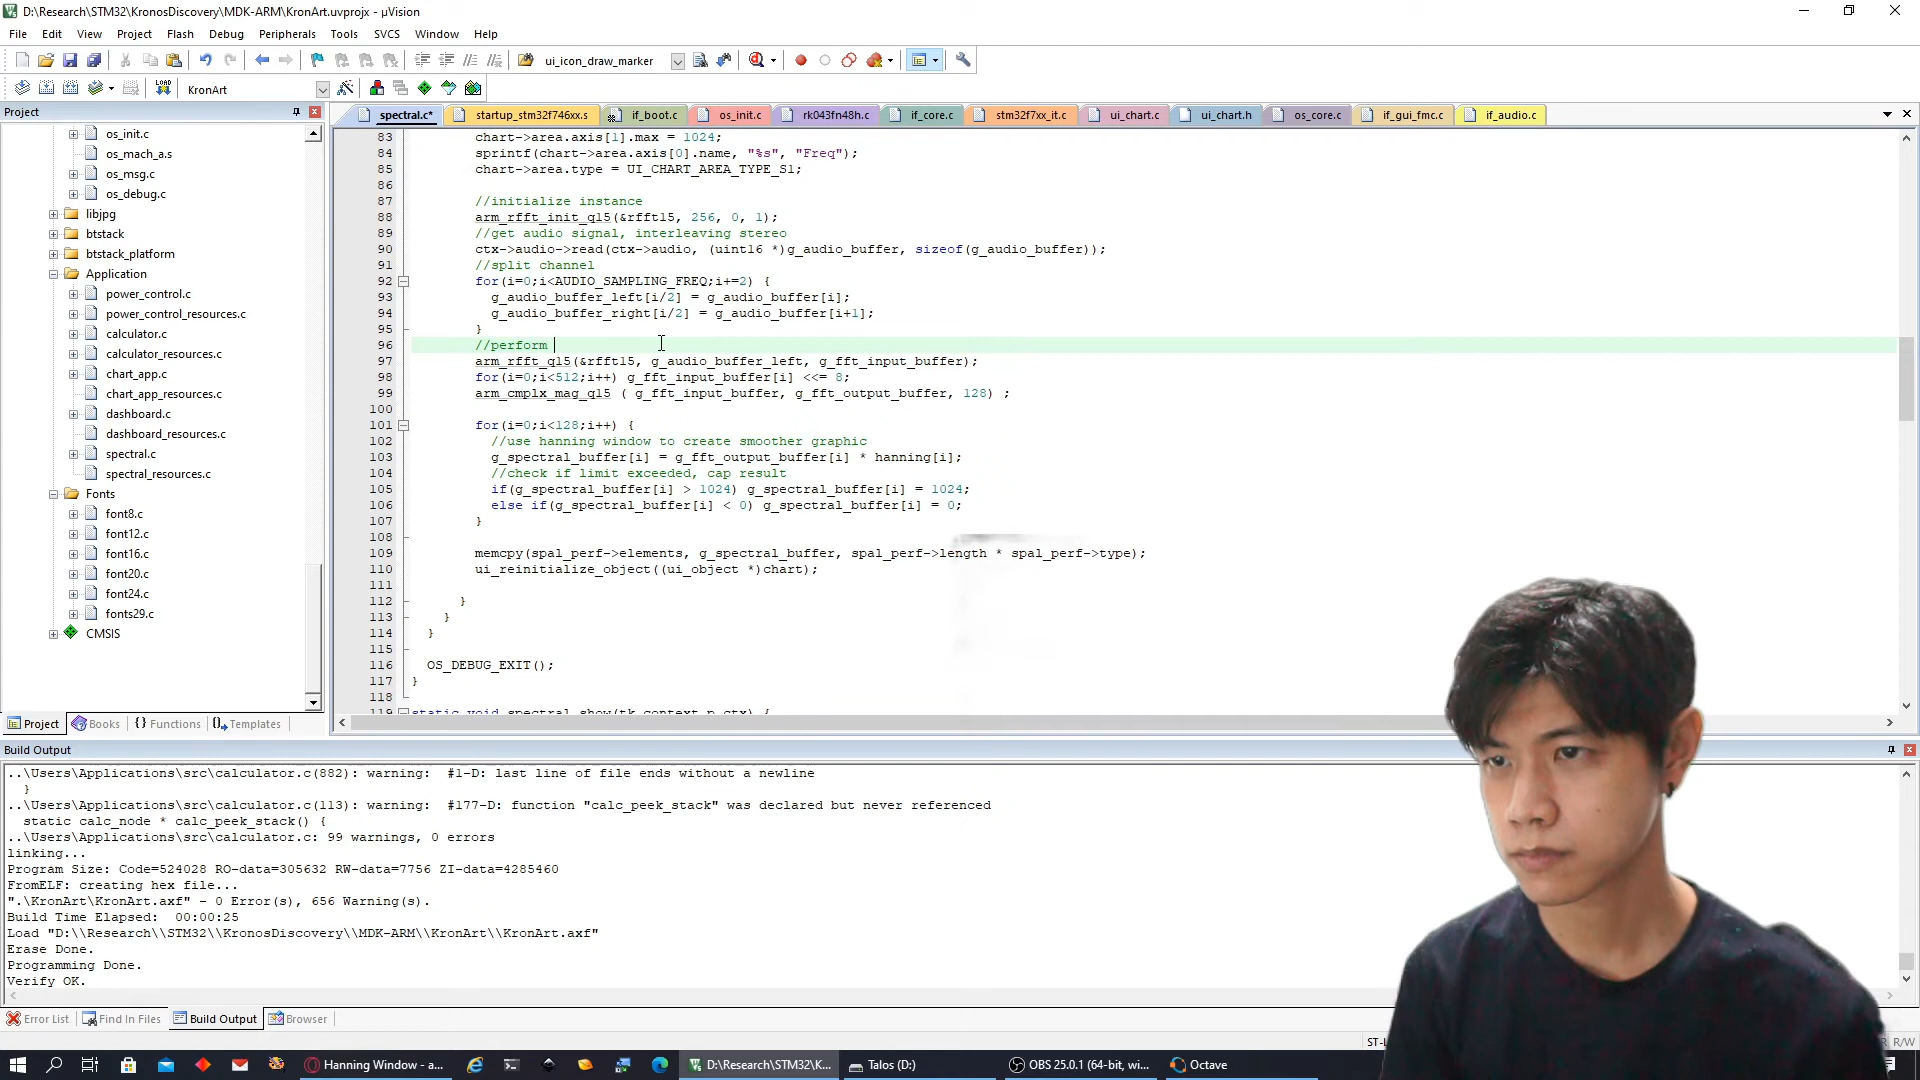 D:\Research\STM32\KronosDiscovery\MDK-ARM\KronArt.uvprojx - µVision
File Edit View Project Flash Debug Peripherals Tools SVCS Window Help
ui_icon_draw_marker
LOAD KronArt
Project
os_init.c
os_mach_a.s
os_msg.c
os_debug.c
libjpg
btstack
btstack_platform
Application
power_control.c
power_control_resources.c
calculator.c
calculator_resources.c
chart_app.c
chart_app_resources.c
dashboard.c
dashboard_resources.c
spectral.c
spectral_resources.c
Fonts
font8.c
font12.c
font16.c
font20.c
font24.c
fonts29.c
CMSIS
Project Books Functions Templates
spectral.c* startup_stm32f746xx.s if_boot.c os_init.c rk043fn48h.c if_core.c stm32f7xx_it.c ui_chart.c ui_chart.h os_core.c if_gui_fmc.c if_audio.c
83 chart->area.axis[1].max = 1024;
84 sprintf(chart->area.axis[0].name, "%s", "Freq");
85 chart->area.type = UI_CHART_AREA_TYPE_S1;
86
87 //initialize instance
88 arm_rfft_init_q15(&rfft15, 256, 0, 1);
89 //get audio signal, interleaving stereo
90 ctx->audio->read(ctx->audio, (uint16 *)g_audio_buffer, sizeof(g_audio_buffer));
91 //split channel
92 for(i=0;i<AUDIO_SAMPLING_FREQ;i+=2) {
93 g_audio_buffer_left[i/2] = g_audio_buffer[i];
94 g_audio_buffer_right[i/2] = g_audio_buffer[i+1];
95 }
96 //perform
97 arm_rfft_q15(&rfft15, g_audio_buffer_left, g_fft_input_buffer);
98 for(i=0;i<512;i++) g_fft_input_buffer[i] <<= 8;
99 arm_cmplx_mag_q15 ( g_fft_input_buffer, g_fft_output_buffer, 128) ;
100
101 for(i=0;i<128;i++) {
102 //use hanning window to create smoother graphic
103 g_spectral_buffer[i] = g_fft_output_buffer[i] * hanning[i];
104 //check if limit exceeded, cap result
105 if(g_spectral_buffer[i] > 1024) g_spectral_buffer[i] = 1024;
106 else if(g_spectral_buffer[i] < 0) g_spectral_buffer[i] = 0;
107 }
108
109 memcpy(spal_perf->elements, g_spectral_buffer, spal_perf->length * spal_perf->type);
110 ui_reinitialize_object((ui_object *)chart);
111
112 }
113 }
114 }
115
116 OS_DEBUG_EXIT();
117 }
118
119 static void spectral_show(tk_context_p ctx) {
Build Output
..\Users\Applications\src\calculator.c(882): warning: #1-D: last line of file ends without a newline
}
..\Users\Applications\src\calculator.c(113): warning: #177-D: function "calc_peek_stack" was declared but never referenced
static calc_node * calc_peek_stack() {
..\Users\Applications\src\calculator.c: 99 warnings, 0 errors
linking...
Program Size: Code=524028 RO-data=305632 RW-data=7756 ZI-data=4285460
FromELF: creating hex file...
".\KronArt\KronArt.axf" - 0 Error(s), 656 Warning(s).
Build Time Elapsed: 00:00:25
Load "D:\\Research\\STM32\\KronosDiscovery\\MDK-ARM\\KronArt\\KronArt.axf"
Erase Done.
Programming Done.
Verify OK.
Error List Find In Files Build Output Browser
ST-L R/W
Hanning Window - a... D:\Research\STM32\K... Talos (D:) OBS 25.0.1 (64-bit, wi... Octave